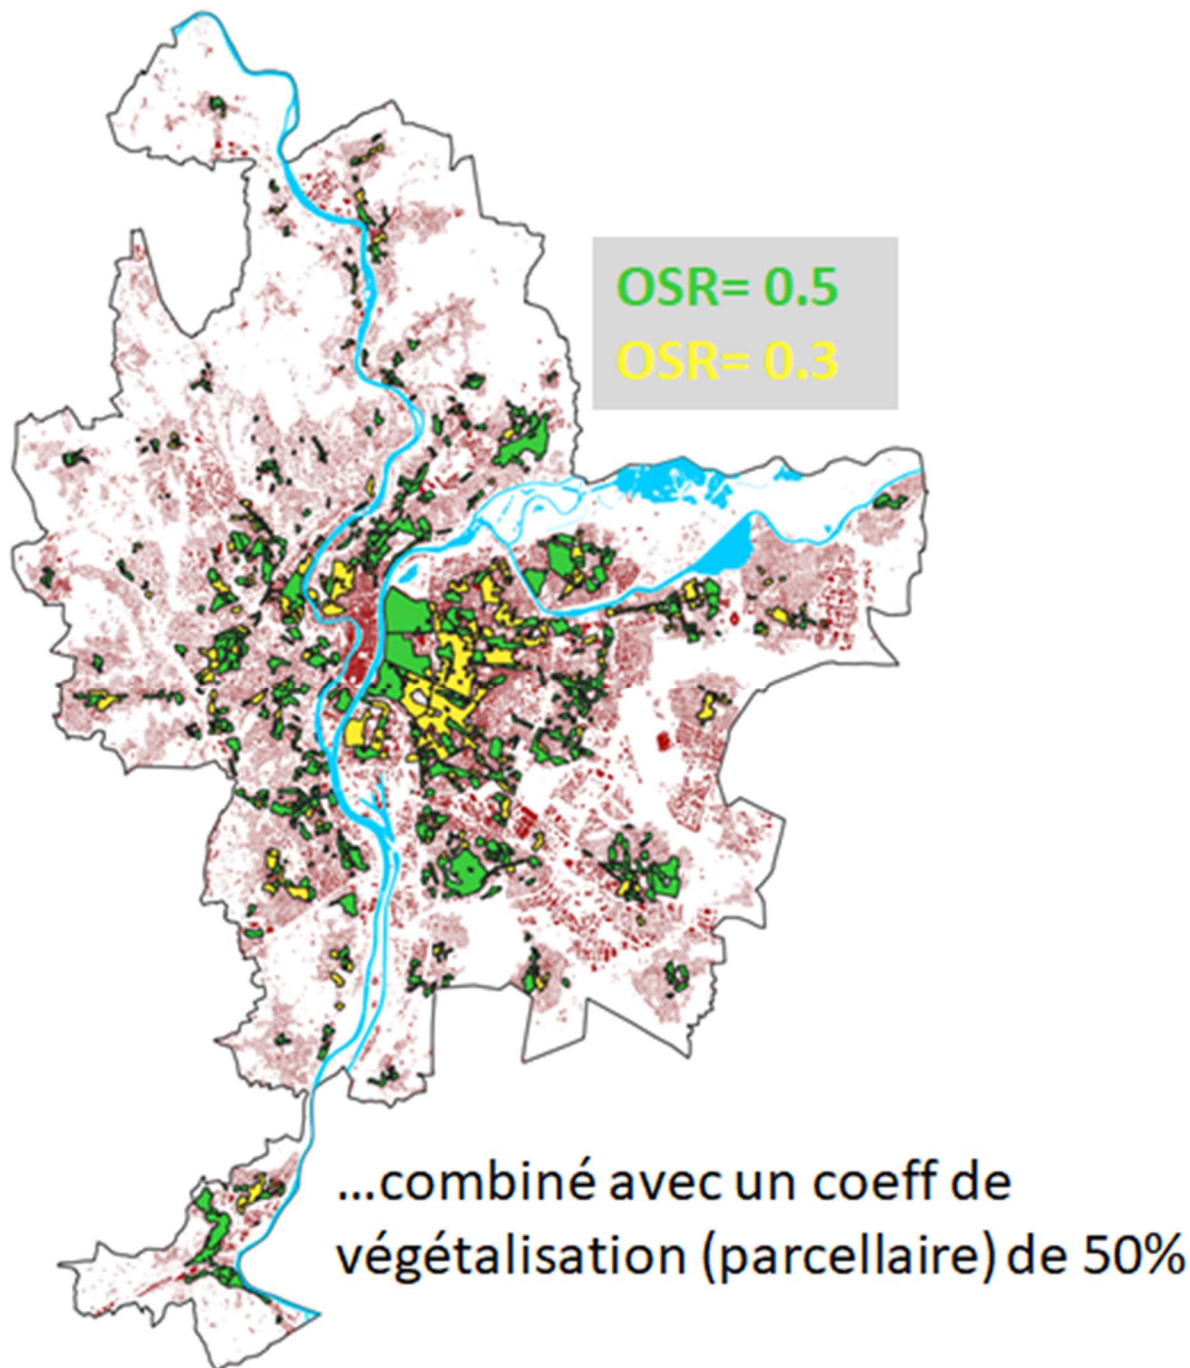 OSR= 0.5
OSR= 0.3
...combiné avec un coeff de
végétalisation (parcellaire) de 50%